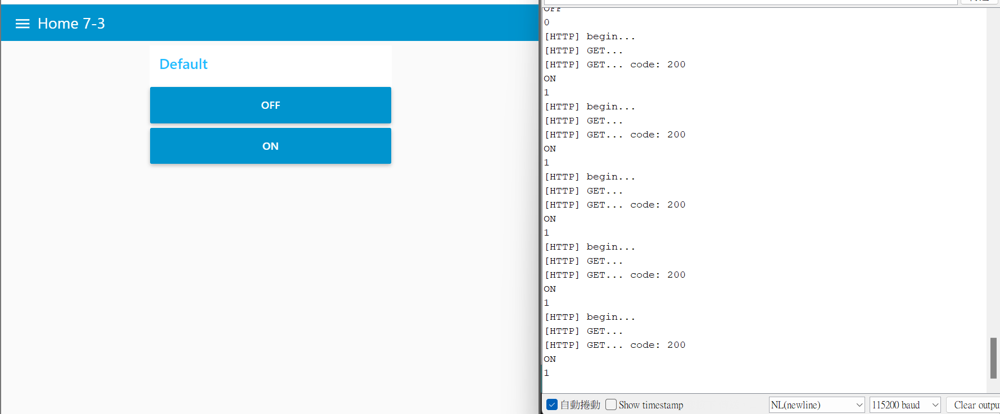 Home 7-3
Default
OFF
ON
OFF
0
[HTTP] begin...
[HTTP] GET...
[HTTP] GET... code: 200
ON
1
[HTTP] begin...
[HTTP] GET...
[HTTP] GET... code: 200
ON
1
[HTTP] begin...
[HTTP] GET...
[HTTP] GET... code: 200
ON
1
[HTTP] begin...
[HTTP] GET...
[HTTP] GET... code: 200
ON
1
[HTTP] begin...
[HTTP] GET...
[HTTP] GET... code: 200
ON
1
自動捲動 Show timestamp NL(newline) 115200 baud Clear outpu